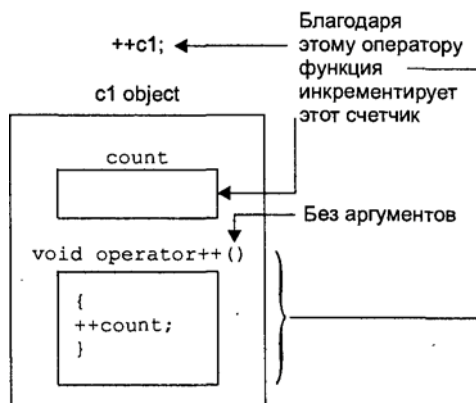 Благодаря
++c1;
этому оператору
функция
инкрементирует
этот счетчик
c1 object
count
Без аргументов
void operator++()
{
++count;
}